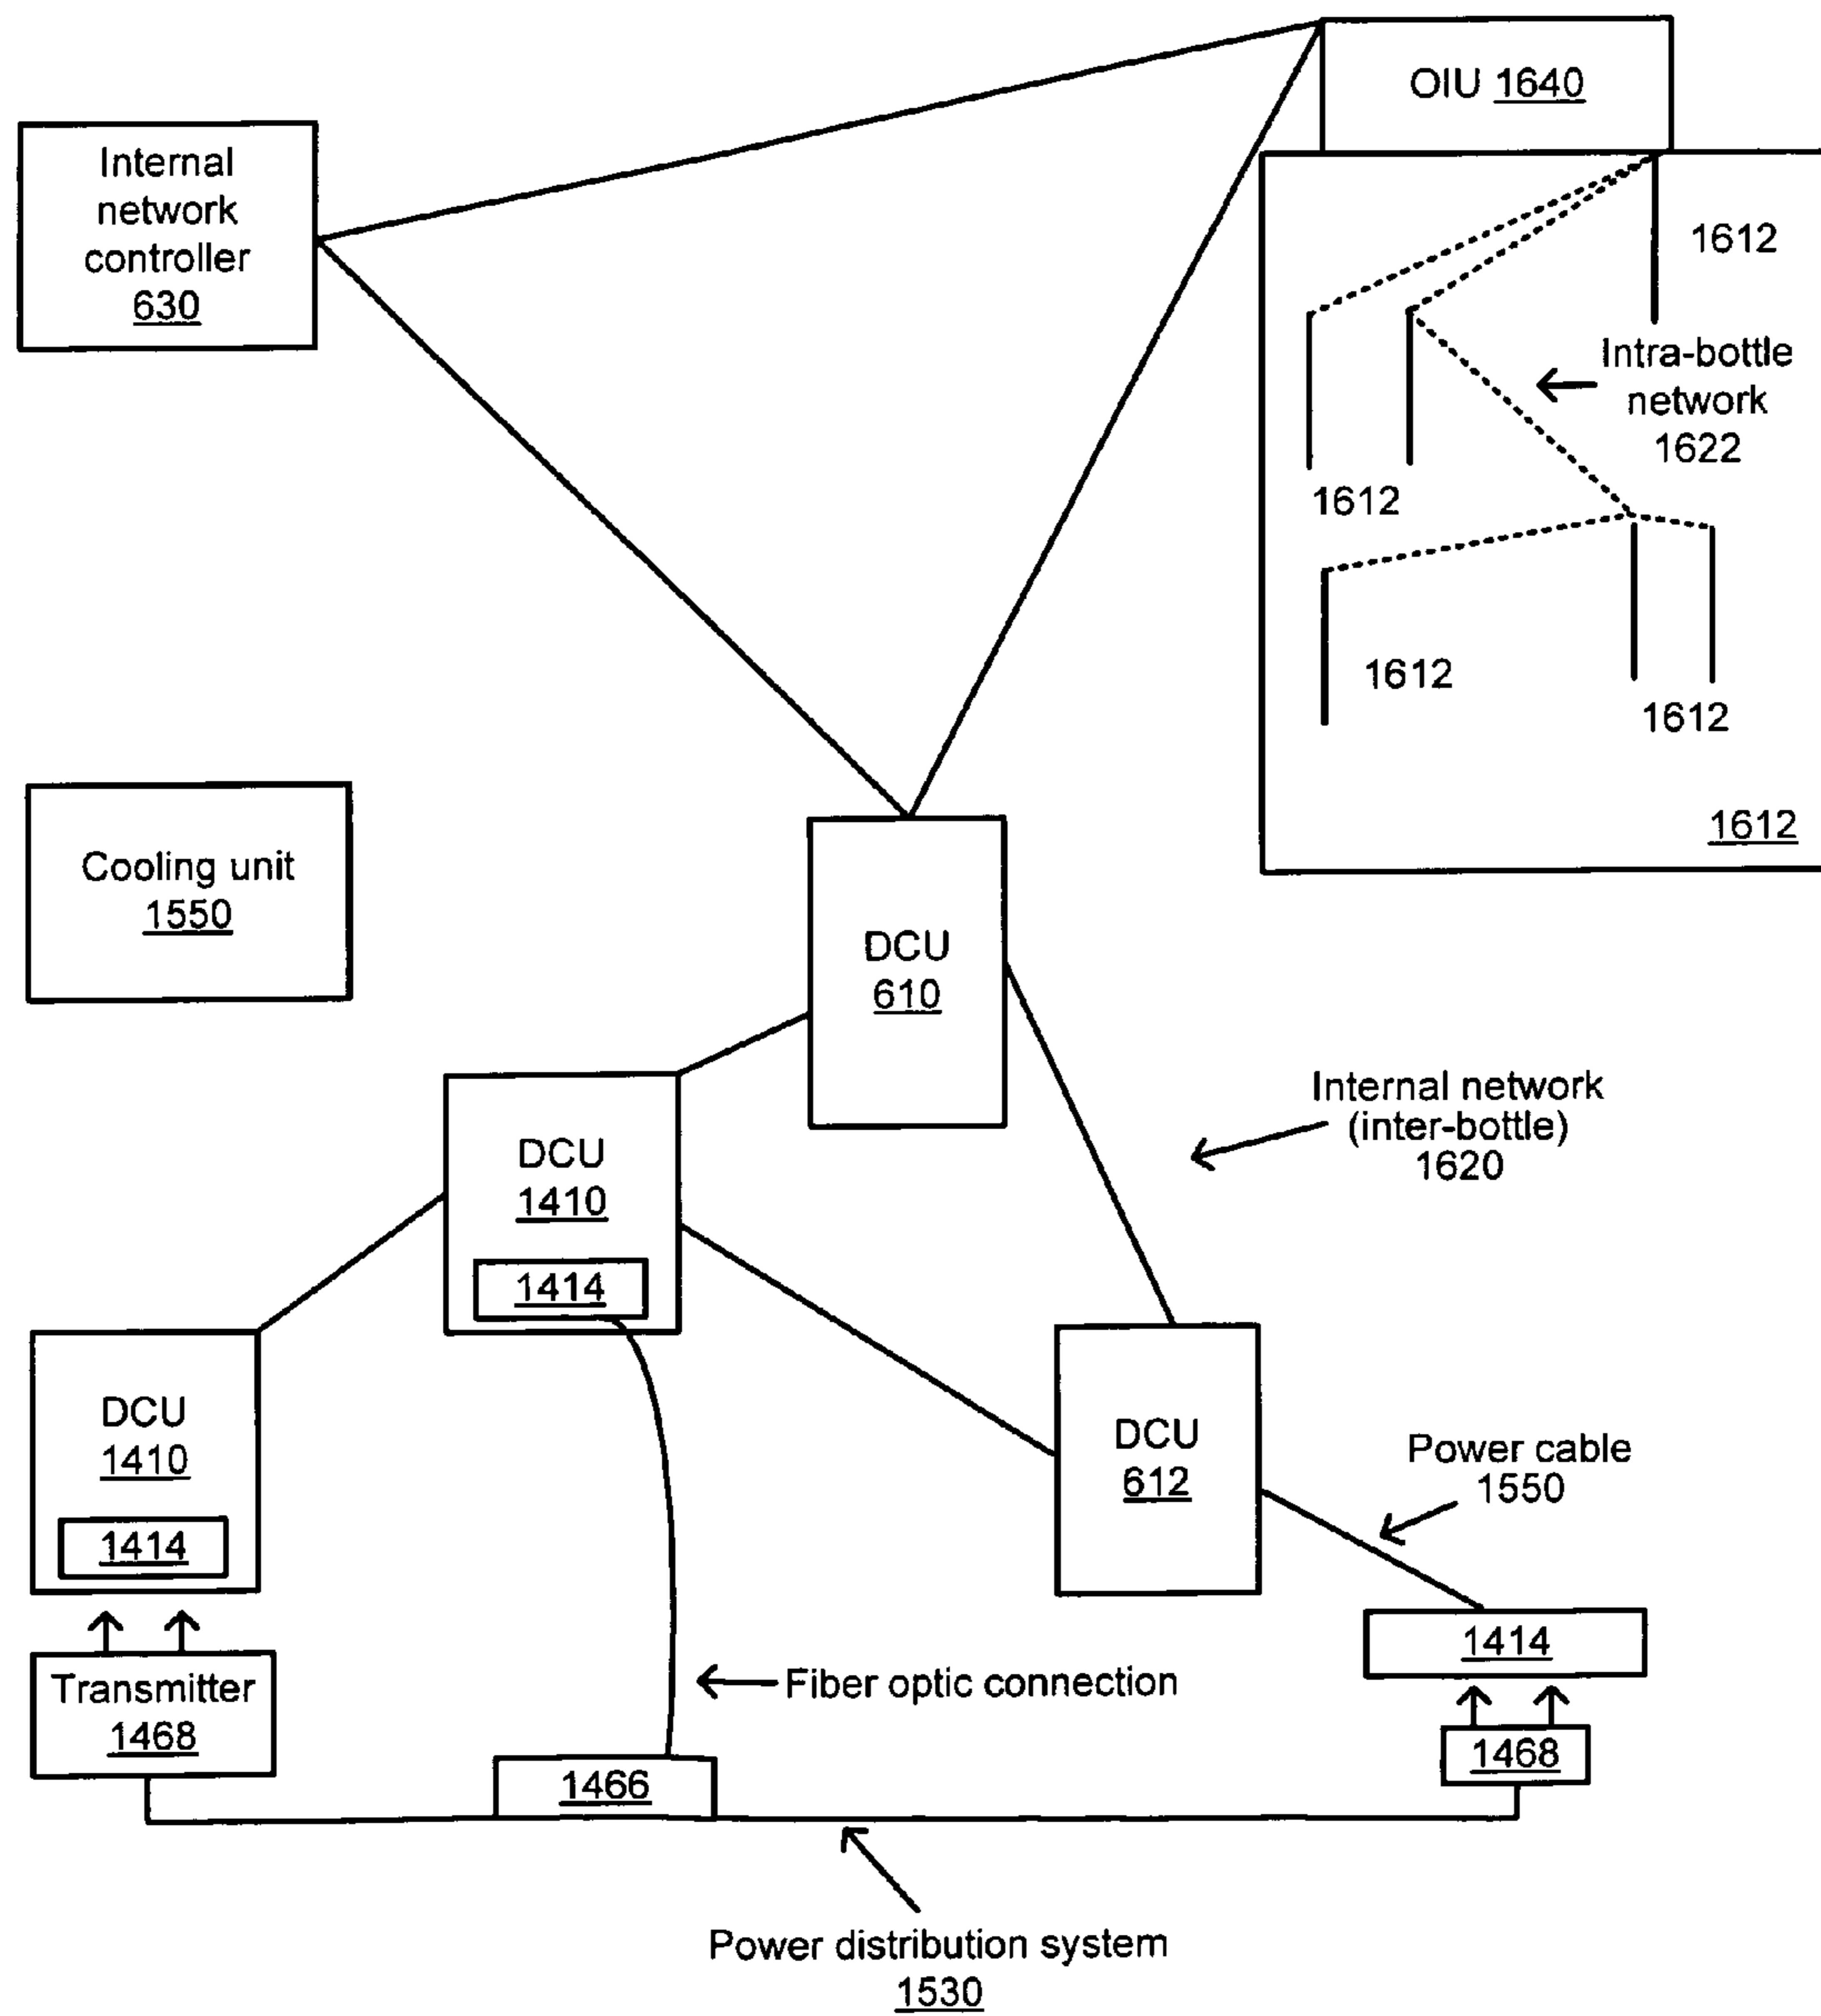 OIU 1640
Internal
network
controller
630
1612
Intra-bottle
network
1622
1612
1612
1612
1612
Cooling unit
1550
DCU
610
Internal network
(inter-bottle)
1620
DCU
1410
1414
DCU
1410
1414
DCU
612
Power cable
1550
1414
Transmitter
1468
Fiber optic connection
1468
1466
Power distribution system
1530